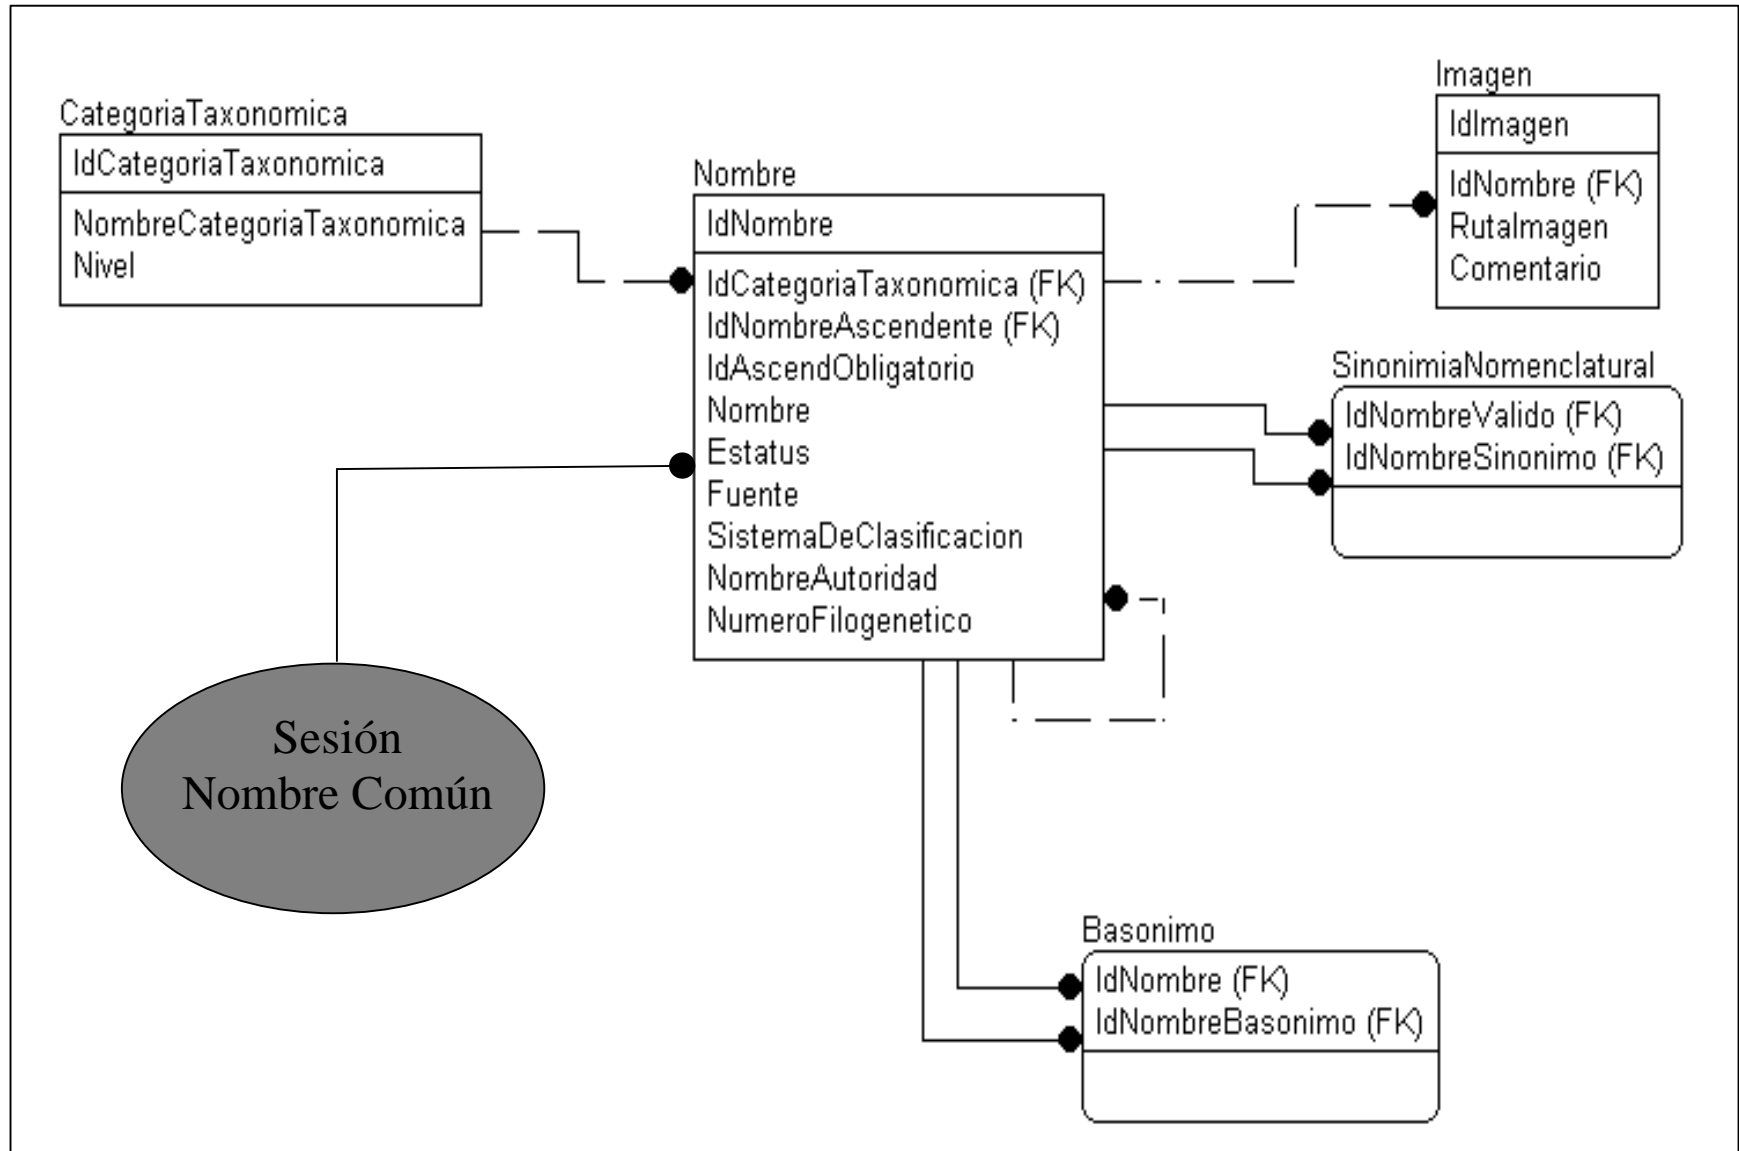 CategoriaTaxonomica
IdCategoriaTaxonomica
NombreCategoriaTaxonomica
Nivel
Nombre
IdNombre
IdCategoriaTaxonomica (FK)
IdNombreAscendente (FK)
IdAscendObligatorio
Nombre
Estatus
Fuente
SistemaDeClasificacion
NombreAutoridad
NumeroFilogenetico
Imagen
IdImagen
IdNombre (FK)
RutaImagen
Comentario
SinonimiaNomenclatural
IdNombreValido (FK)
IdNombreSinonimo (FK)
Sesión
Nombre Común
Basonimo
IdNombre (FK)
IdNombreBasonimo (FK)